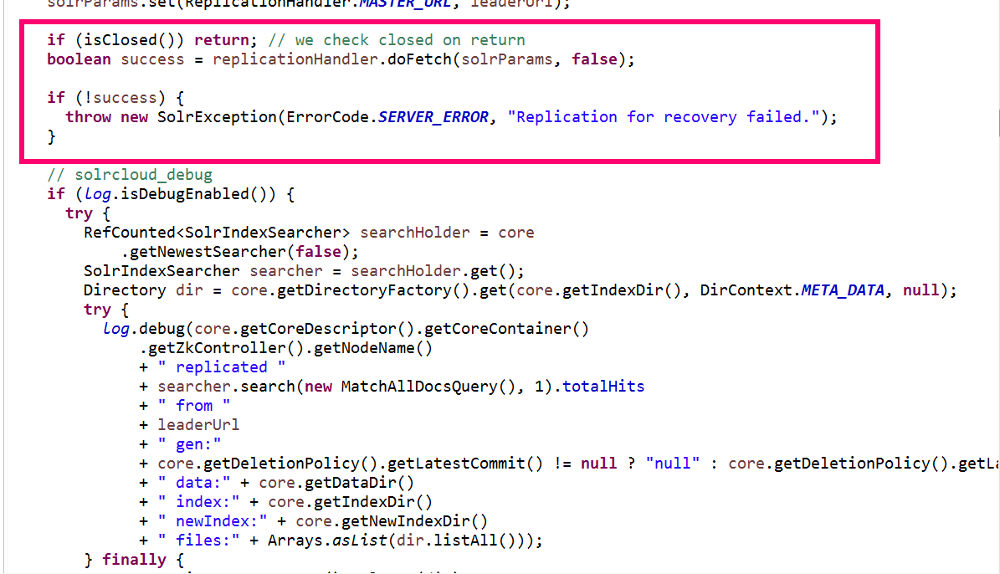 solrParams.set(ReplicationHandler.MASTER_URL, leaderUrl);
if (isClosed()) return; // we check closed on return
boolean success = replicationHandler.doFetch(solrParams, false);
if (!success) {
throw new SolrException(ErrorCode.SERVER_ERROR, "Replication for recovery failed.");
}
// solrcloud_debug
if (log.isDebugEnabled()) {
try {
RefCounted<SolrIndexSearcher> searchHolder = core
.getNewestSearcher(false);
SolrIndexSearcher searcher = searchHolder.get();
Directory dir = core.getDirectoryFactory().get(core.getIndexDir(), DirContext.META_DATA, null);
try {
log.debug(core.getCoreDescriptor().getCoreContainer()
.getZkController().getNodeName()
+ " replicated "
+ searcher.search(new MatchAllDocsQuery(), 1).totalHits
+ " from "
+ leaderUrl
+ " gen:"
+ core.getDeletionPolicy().getLatestCommit() != null ? "null" : core.getDeletionPolicy().getLa
+ " data:" + core.getDataDir()
+ " index:" + core.getIndexDir()
+ " newIndex:" + core.getNewIndexDir()
+ " files:" + Arrays.asList(dir.listAll()));
} finally {